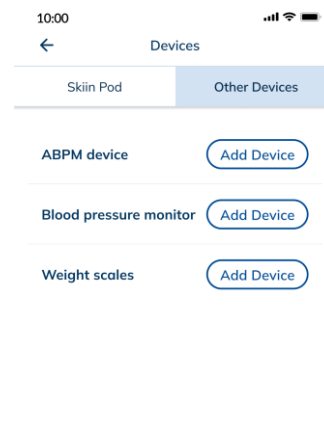 10:00
Devices
Skiin Pod Other Devices
ABPM device Add Device
Blood pressure monitor Add Device
Weight scales Add Device